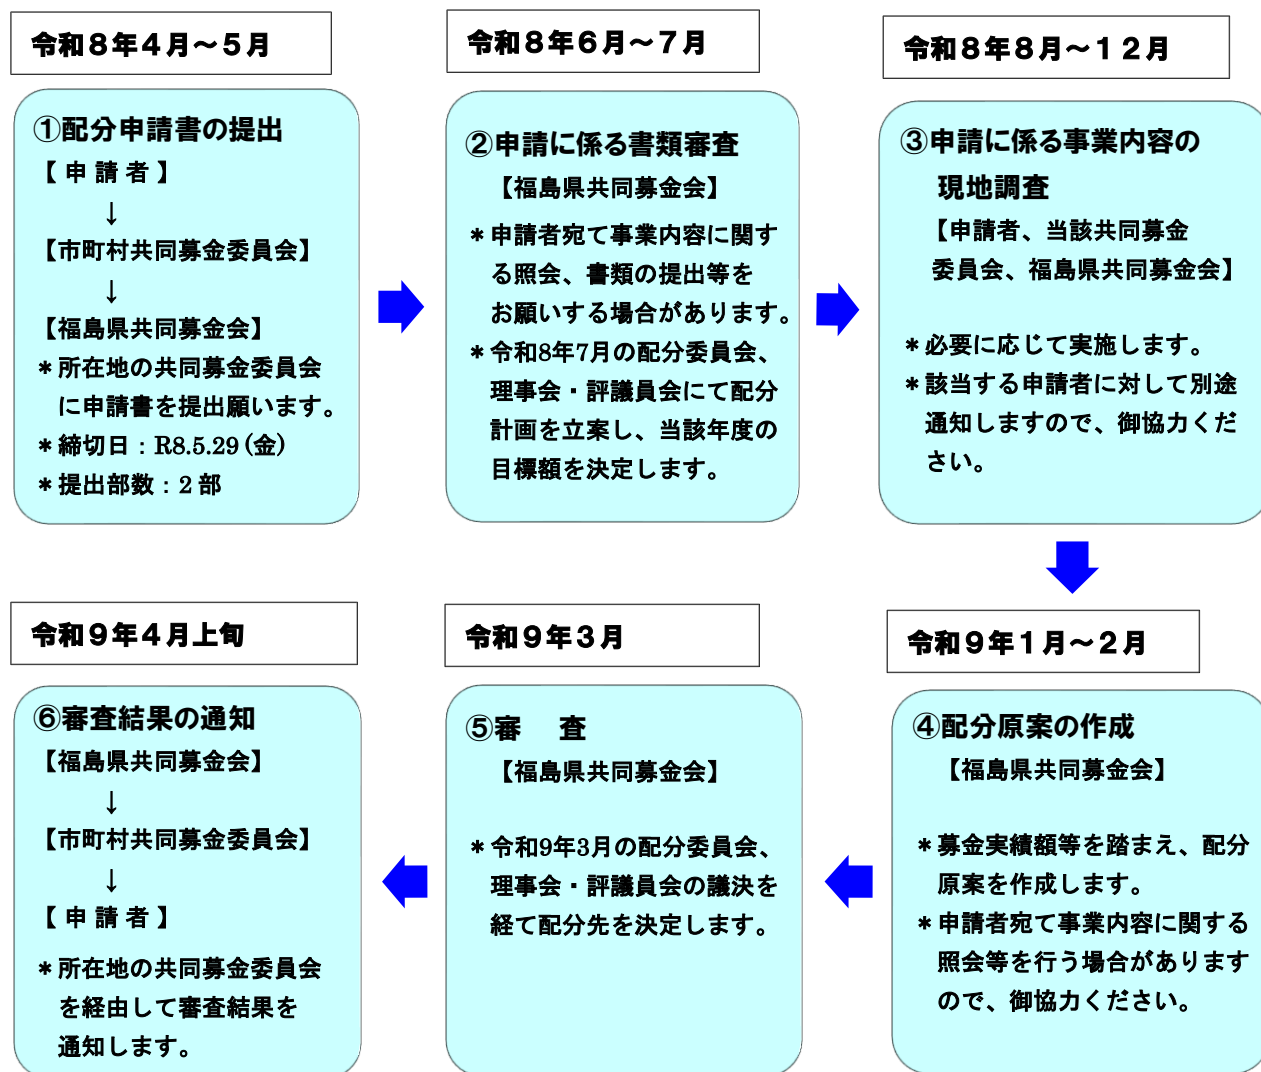 令和８年４月～５月
①配分申請書の提出
【 申 請 者 】
↓
【市町村共同募金委員会】
↓
【福島県共同募金会】
＊所在地の共同募金委員会
に申請書を提出願います。
＊締切日：R8.5.29 (金)
＊提出部数：2 部
令和８年６月～７月
②申請に係る書類審査
【福島県共同募金会】
＊申請者宛て事業内容に関す
る照会、書類の提出等を
お願いする場合があります。
＊令和8年7月の配分委員会、
理事会・評議員会にて配分
計画を立案し、当該年度の
目標額を決定します。
令和８年８月～１２月
③申請に係る事業内容の
現地調査
【申請者、当該共同募金
委員会、福島県共同募金会】
＊必要に応じて実施します。
＊該当する申請者に対して別途
通知しますので、御協力くだ
さい。
令和９年１月～２月
④配分原案の作成
【福島県共同募金会】
＊募金実績額等を踏まえ、配分
原案を作成します。
＊申請者宛て事業内容に関する
照会等を行う場合があります
ので、御協力ください。
令和９年３月
⑤審　査
【福島県共同募金会】
＊令和9年3月の配分委員会、
理事会・評議員会の議決を
経て配分先を決定します。
令和９年４月上旬
⑥審査結果の通知
【福島県共同募金会】
↓
【市町村共同募金委員会】
↓
【 申 請 者 】
＊所在地の共同募金委員会
を経由して審査結果を
通知します。